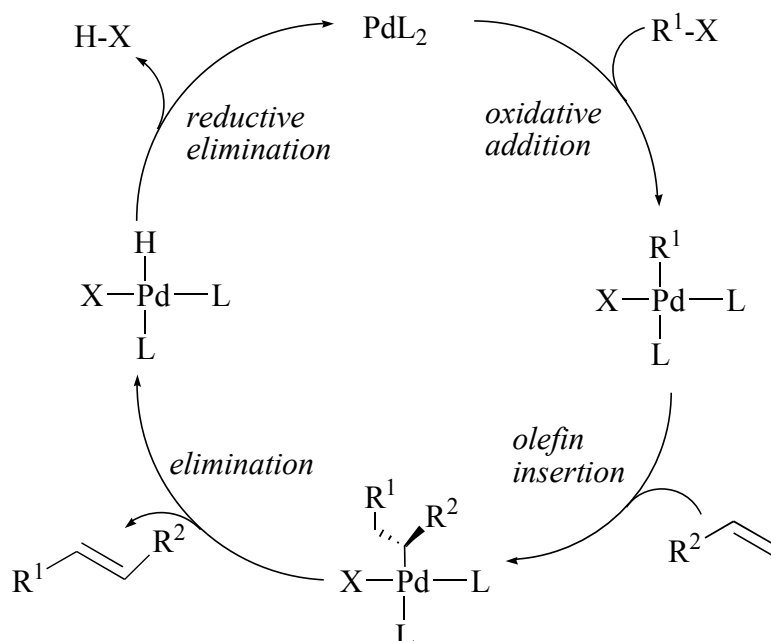 H-X
PdL2
R1-X
reductive
elimination
oxidative
addition
H
X Pd L
L
R1
X Pd L
L
elimination
olefin
insertion
R1
R2
X Pd L
L
R1
R2
R2